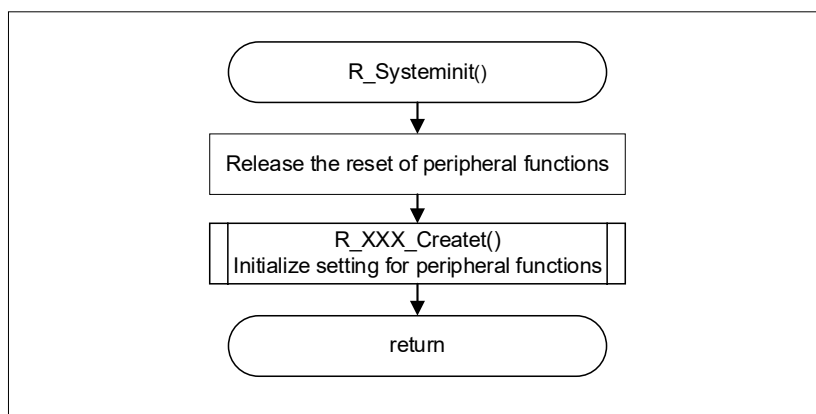 R_Systeminit()
Release the reset of peripheral functions
R_XXX_Createt()
Initialize setting for peripheral functions
return